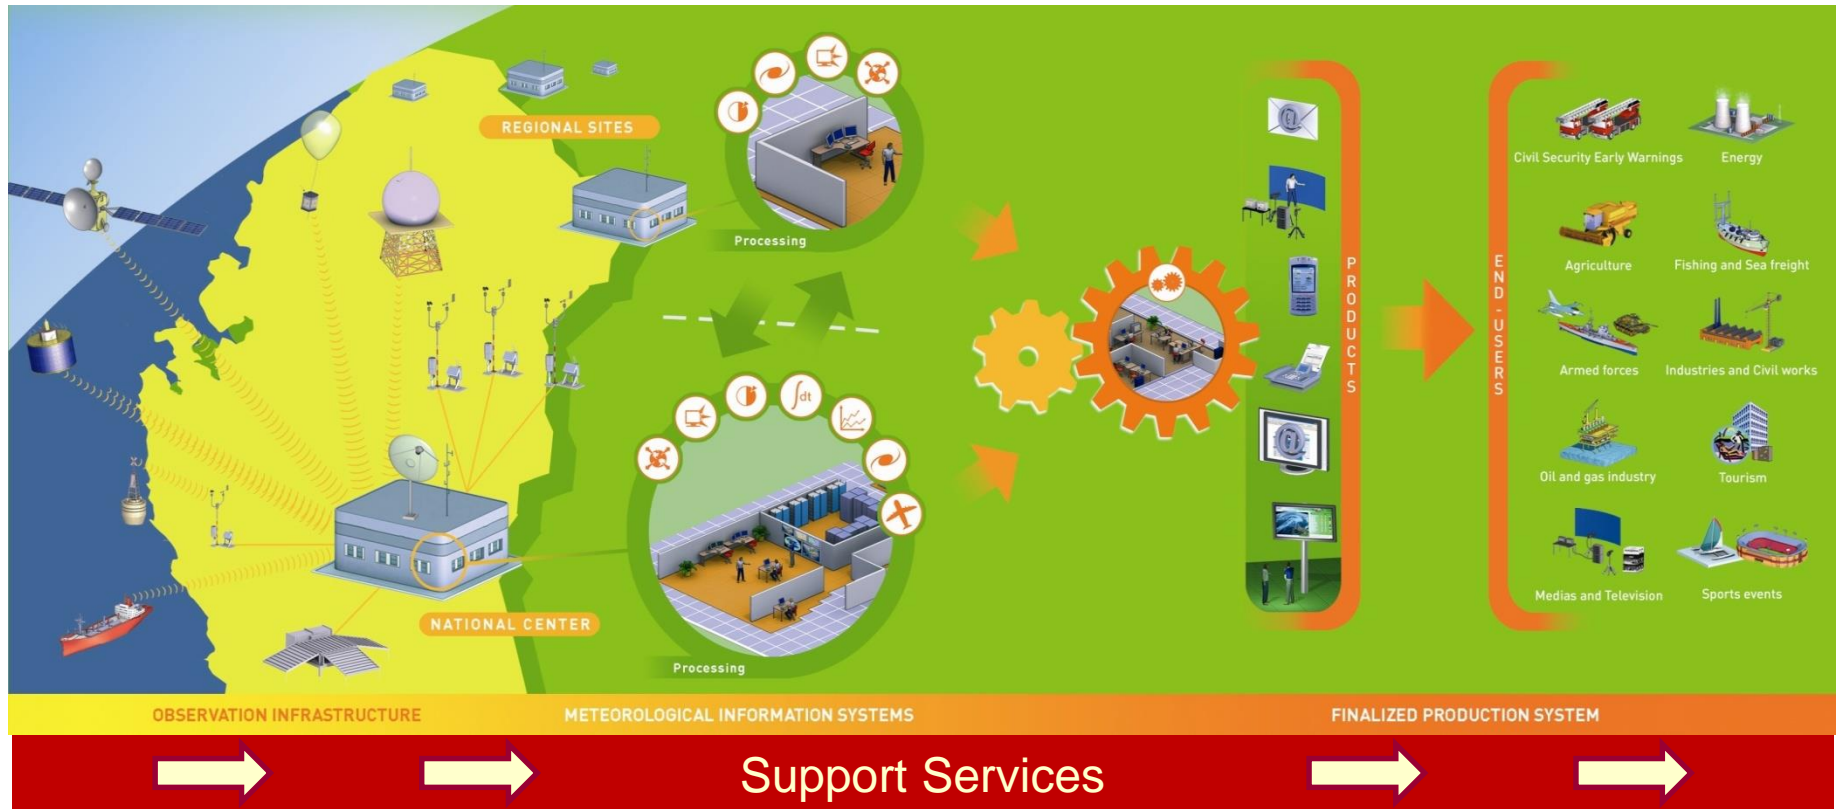 REGIONAL SITES
Processing
∫dt
NATIONAL CENTER
Processing
@
@
PRODUCTS
END-USERS
Civil Security Early Warnings
Energy
Agriculture
Fishing and Sea freight
Armed forces
Industries and Civil works
Oil and gas industry
Tourism
Medias and Television
Sports events
OBSERVATION INFRASTRUCTURE
METEOROLOGICAL INFORMATION SYSTEMS
FINALIZED PRODUCTION SYSTEM
Support Services